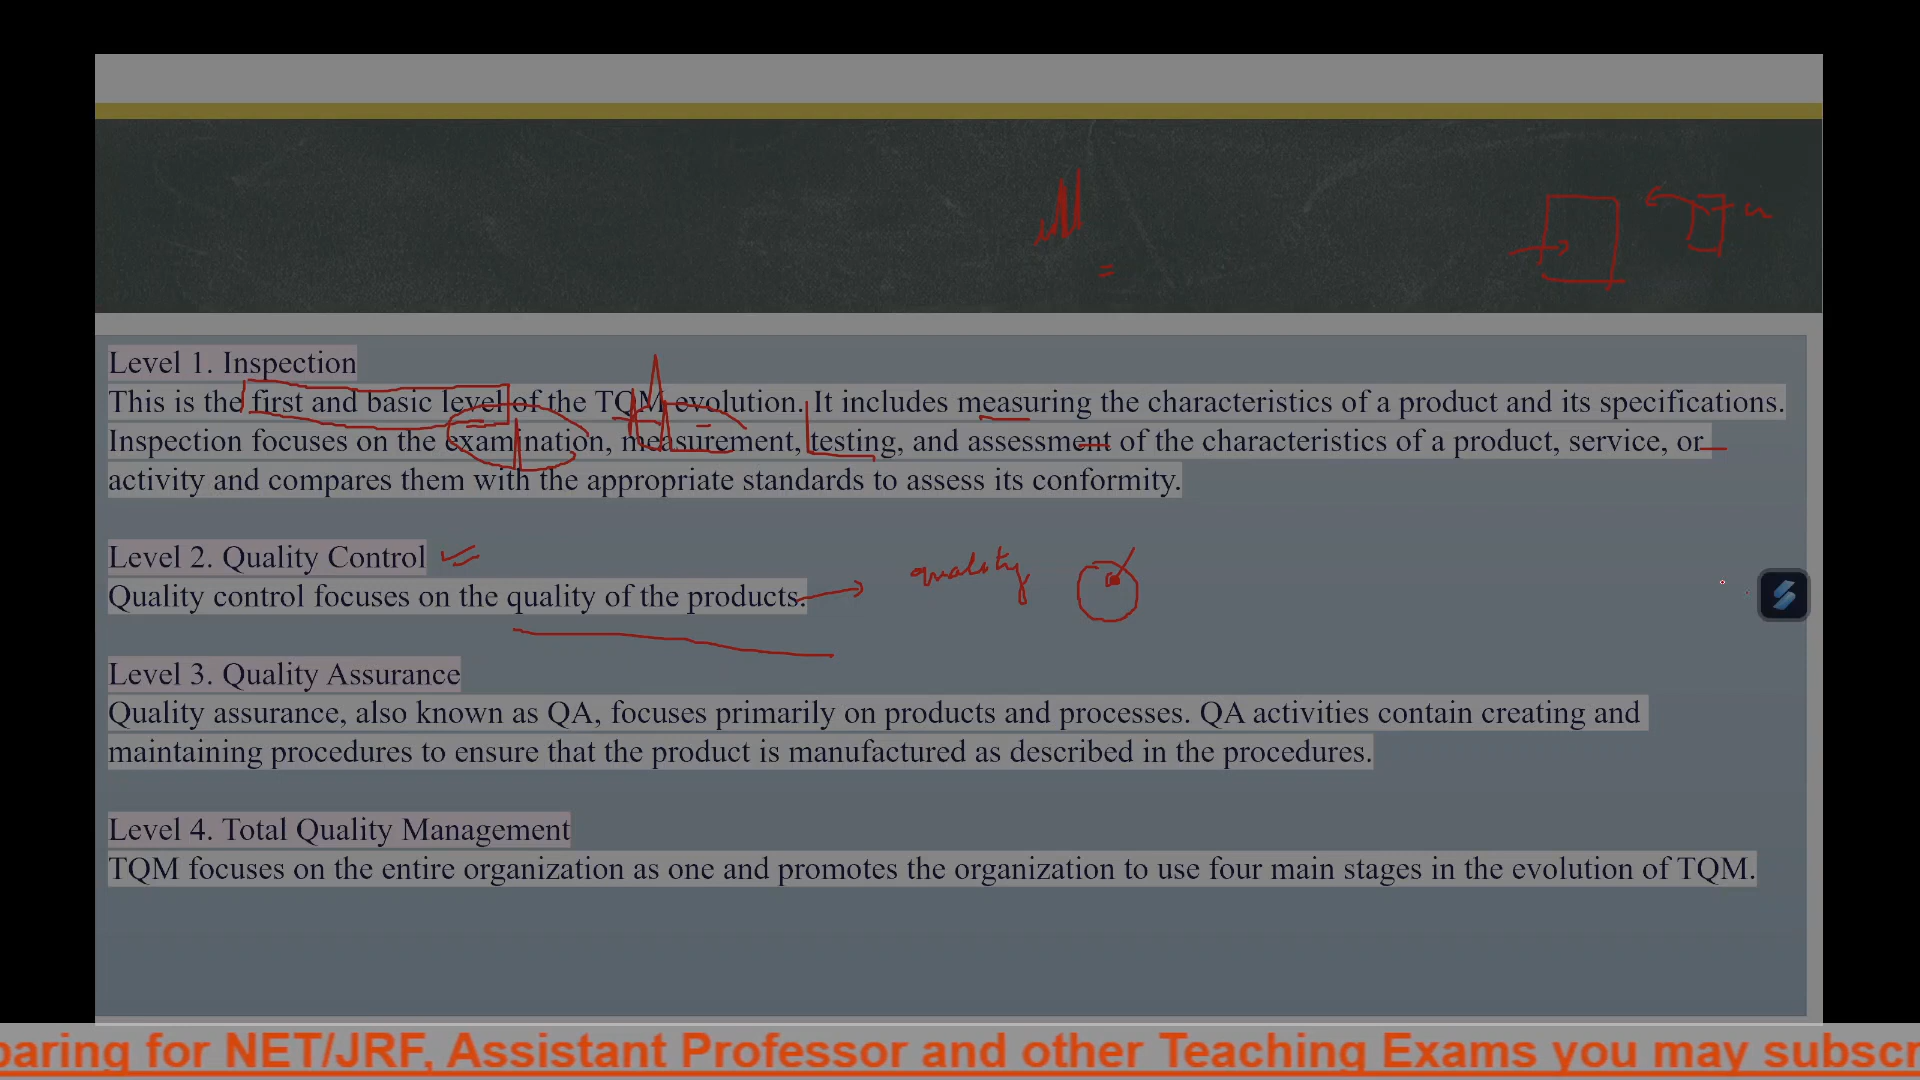 Level 1. Inspection
This is the first and basic level of the TQM evolution. It includes measuring the characteristics of a product and its specifications.
Inspection focuses on the examination, measurement, testing, and assessment of the characteristics of a product, service, or
activity and compares them with the appropriate standards to assess its conformity.
Level 2. Quality Control
Quality control focuses on the quality of the products.
quality
Level 3. Quality Assurance
Quality assurance, also known as QA, focuses primarily on products and processes. QA activities contain creating and
maintaining procedures to ensure that the product is manufactured as described in the procedures.
Level 4. Total Quality Management
TQM focuses on the entire organization as one and promotes the organization to use four main stages in the evolution of TQM.
paring for NET/JRF, Assistant Professor and other Teaching Exams you may subscr